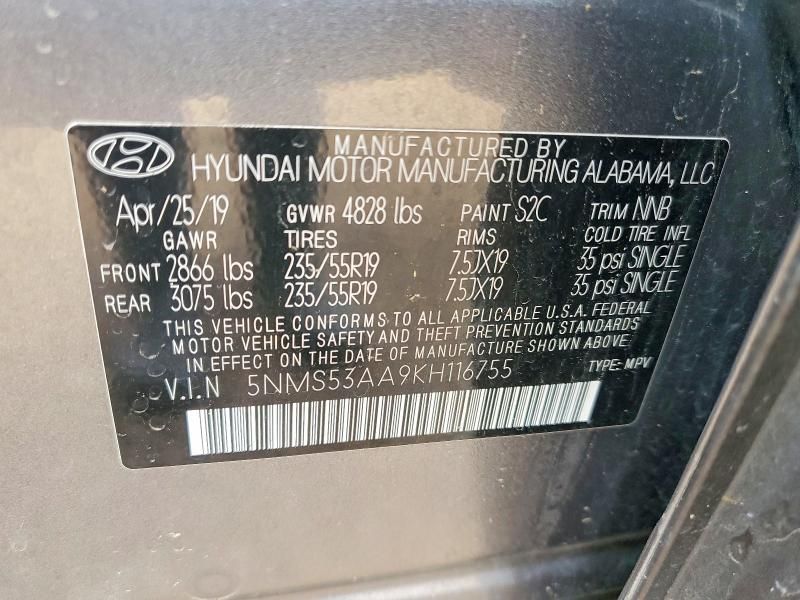 MANUFACTURED BY
HYUNDAI MOTOR MANUFACTURING ALABAMA, LLC
Apr/25/19 GVWR 4828 lbs PAINT S2C TRIM NNB
GAWR TIRES RIMS COLD TIRE INFL
FRONT 2866 lbs 235/55R19 7.5JX19 35 psi SINGLE
REAR 3075 lbs 235/55R19 7.5JX19 35 psi SINGLE
THIS VEHICLE CONFORMS TO ALL APPLICABLE U.S.A. FEDERAL
MOTOR VEHICLE SAFETY AND THEFT PREVENTION STANDARDS
IN EFFECT ON THE DATE OF MANUFACTURE SHOWN ABOVE.
V.I.N 5NMS53AA9KH116755 TYPE: MPV